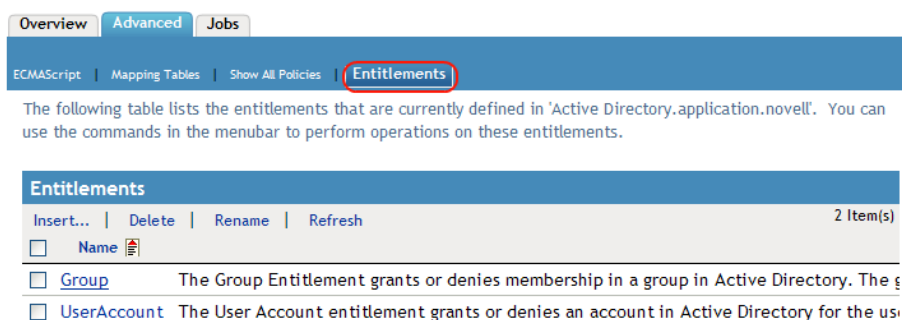 Overview Advanced Jobs
ECMAScript | Mapping Tables | Show All Policies | Entitlements
The following table lists the entitlements that are currently defined in 'Active Directory.application.novell'. You can
use the commands in the menubar to perform operations on these entitlements.
Entitlements
Insert... | Delete | Rename | Refresh 2 Item(s)
Name
Group The Group Entitlement grants or denies membership in a group in Active Directory. The
UserAccount The User Account entitlement grants or denies an account in Active Directory for the